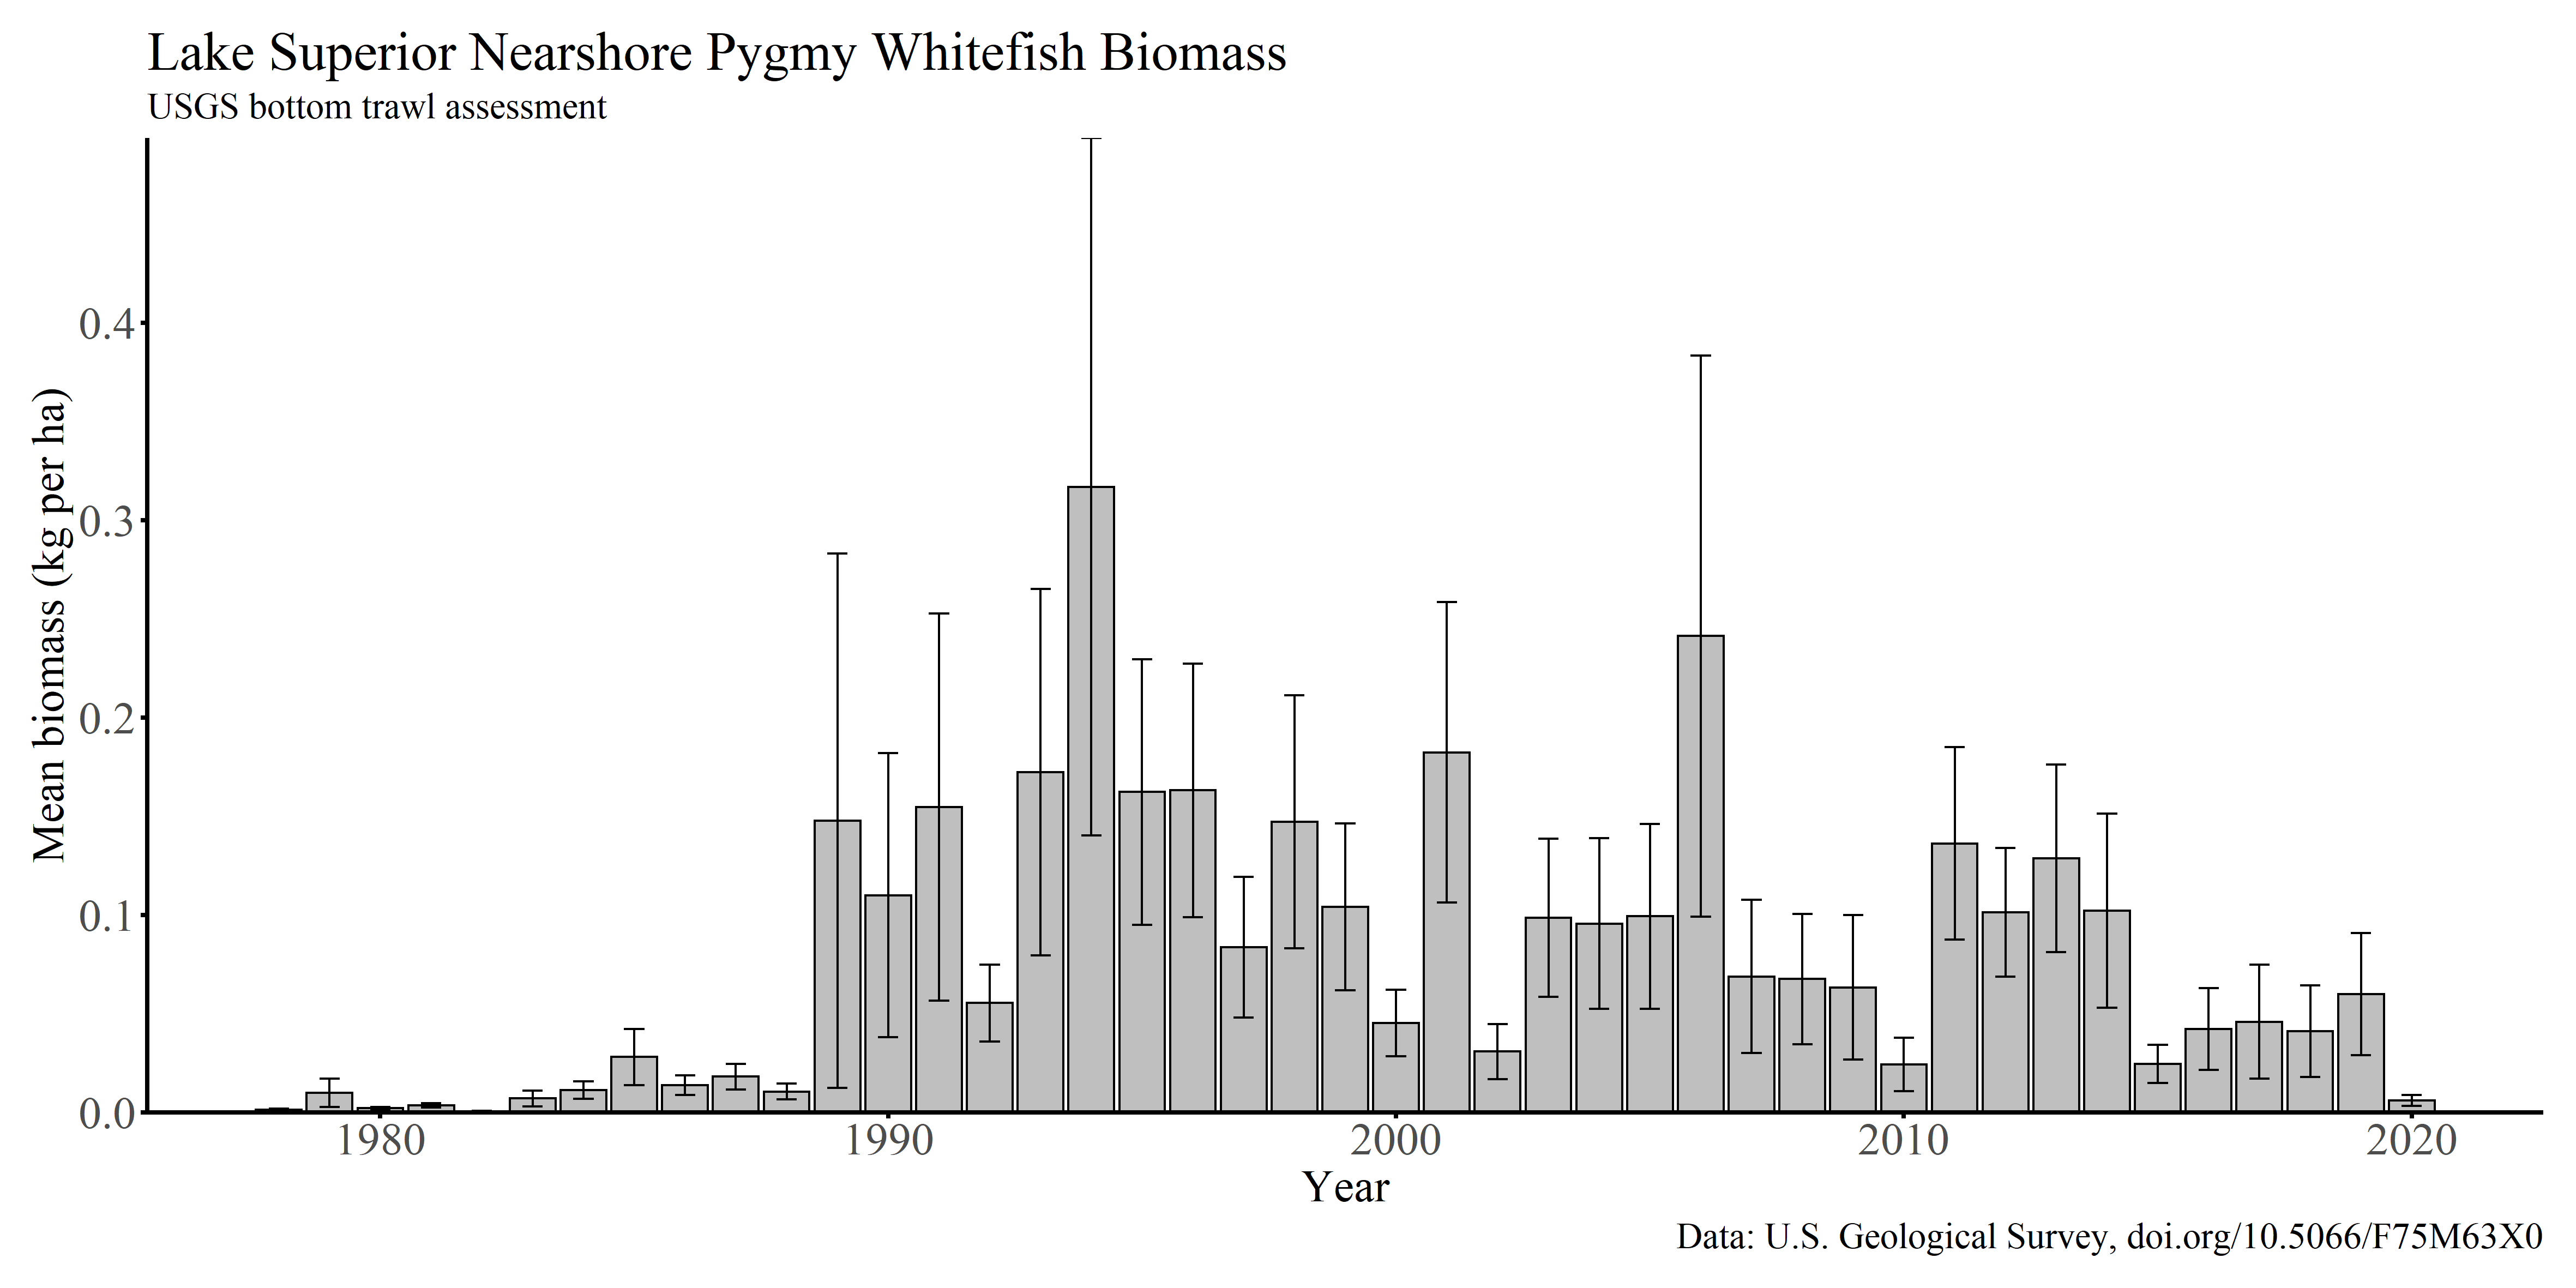 Lake Superior Nearshore Pygmy Whitefish Biomass
USGS bottom trawl assessment
Mean biomass (kg per ha)
0.4
0.3
0.2
0.1
0.0
1980 1990 2000 2010 2020
Year
Data: U.S. Geological Survey, doi.org/10.5066/F75M63X0